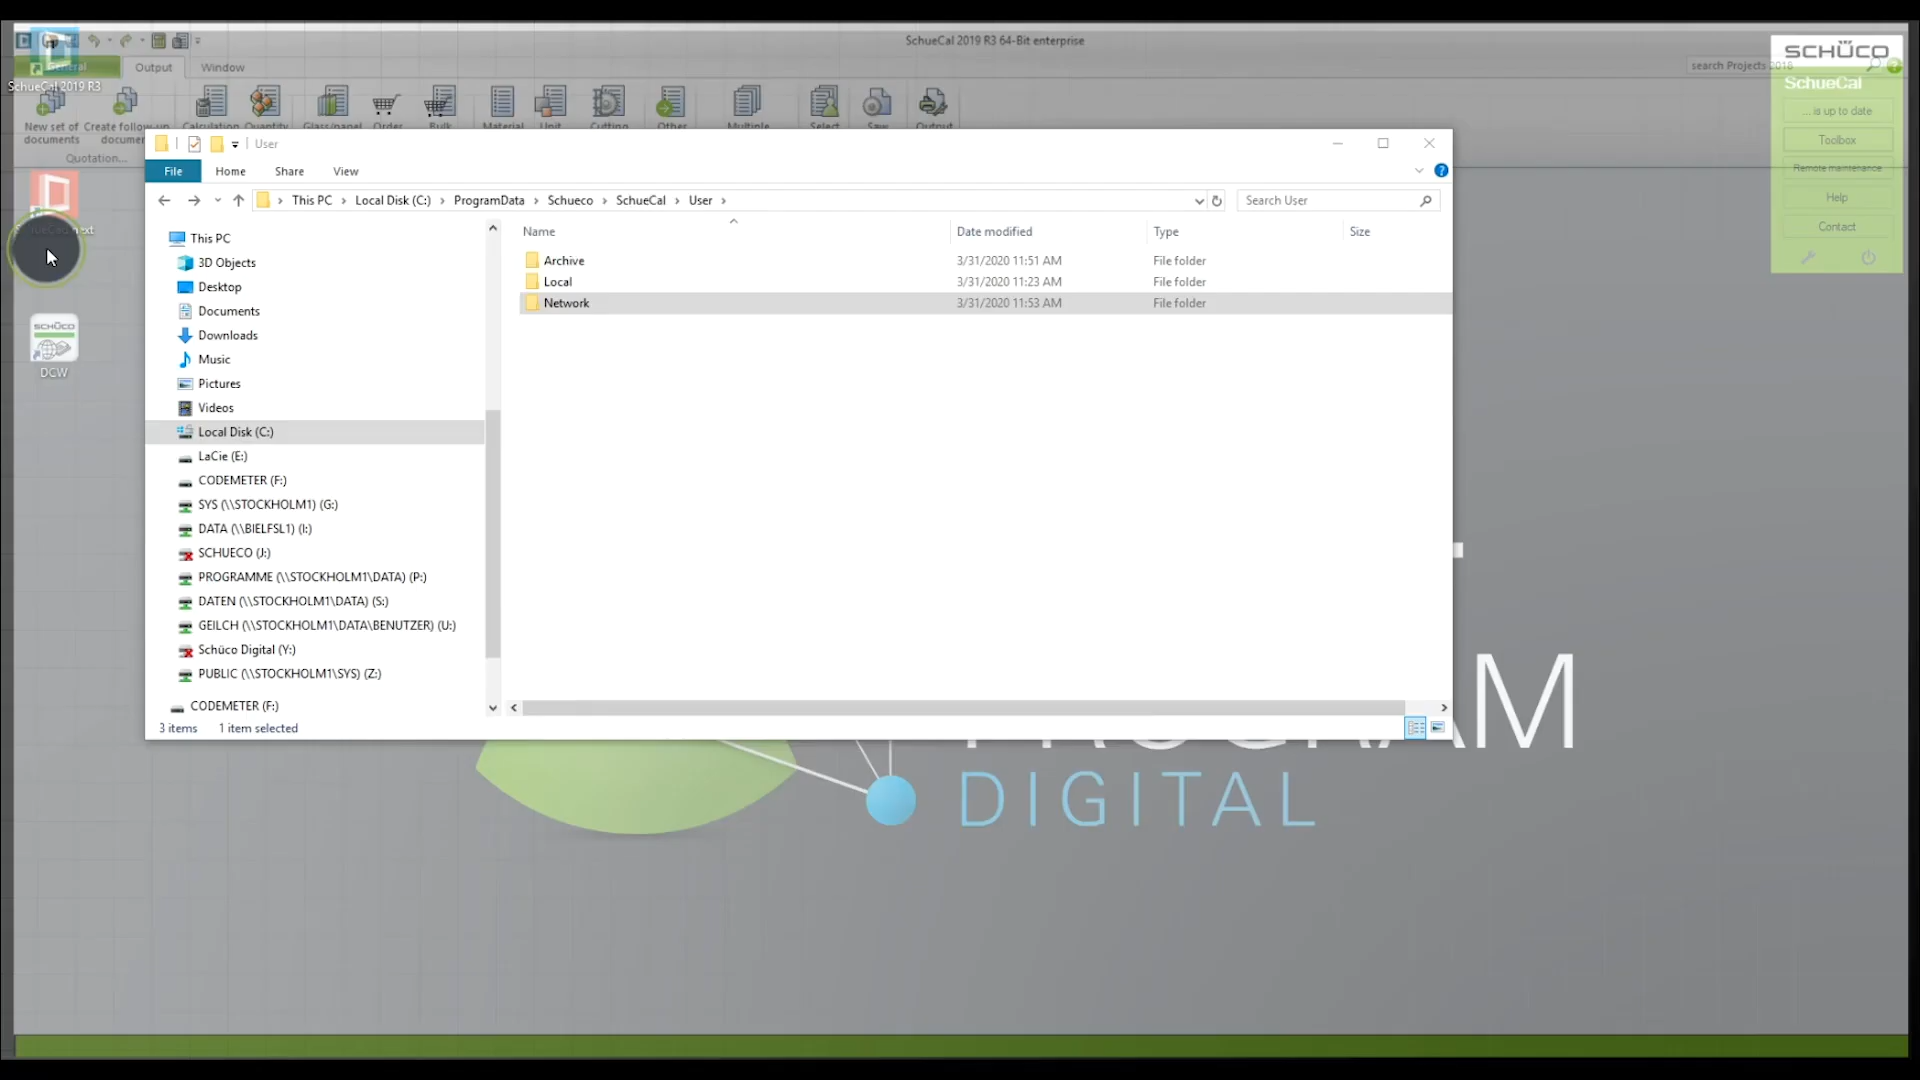 SchueCal 2019 R3 64-Bit enterprise
General
Output
Window
search Projects 2016
SCHÜCO
SchueCal
SchueCal 2019 R3
... is up to date
Toolbox
Remote maintenance
Help
Contact
New set of
documents
Create follow-up
Calculation
Quantity
Glass/panel
Order
Bulk
Material
Unit
Cutting
Other
Multiple
Select
Saw
Output
Quotation...
User
File
Home
Share
View
This PC
Local Disk (C:)
ProgramData
Schueco
SchueCal
User
Search User
This PC
3D Objects
Desktop
Documents
Downloads
Music
Pictures
Videos
Local Disk (C:)
LaCie (E:)
CODEMETER (F:)
SYS (\\STOCKHOLM1) (G:)
DATA (\\BIELFSL1) (I:)
SCHUECO (J:)
PROGRAMME (\\STOCKHOLM1\DATA) (P:)
DATEN (\\STOCKHOLM1\DATA) (S:)
GEILCH (\\STOCKHOLM1\DATA\BENUTZER) (U:)
Schüco Digital (Y:)
PUBLIC (\\STOCKHOLM1\SYS) (Z:)
CODEMETER (F:)
Name
Date modified
Type
Size
Archive
3/31/2020 11:51 AM
File folder
Local
3/31/2020 11:23 AM
File folder
Network
3/31/2020 11:53 AM
File folder
3 items
1 item selected
SCHÜCO
DCW
DIGITAL